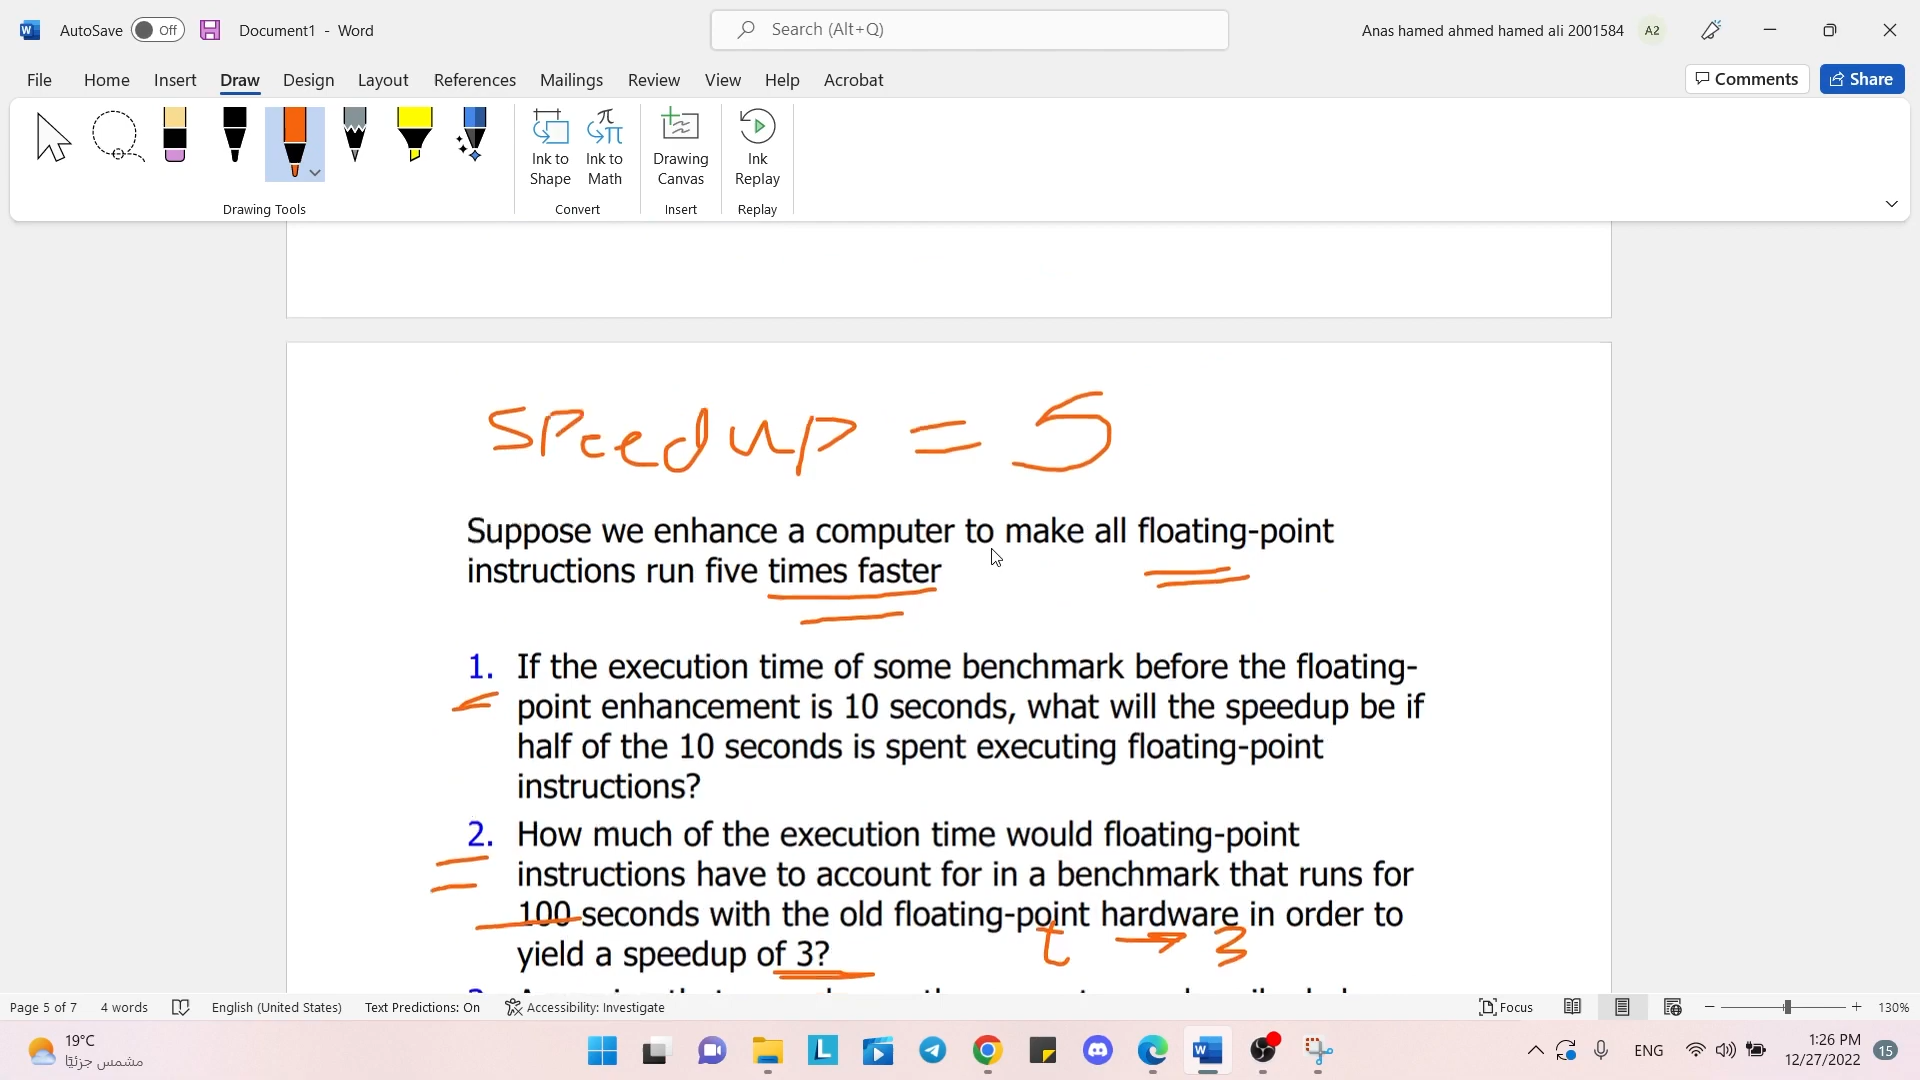 AutoSave Off Document1 - Word Search (Alt+Q) Anas hamed ahmed hamed ali 2001584 A2
File Home Insert Draw Design Layout References Mailings Review View Help Acrobat Comments Share
Ink to Shape
Ink to Math
Drawing Canvas
Ink Replay
Drawing Tools Convert Insert Replay
speedup = 5
Suppose we enhance a computer to make all floating-point
instructions run five times faster
1. If the execution time of some benchmark before the floating-
point enhancement is 10 seconds, what will the speedup be if
half of the 10 seconds is spent executing floating-point
instructions?
2. How much of the execution time would floating-point
instructions have to account for in a benchmark that runs for
100 seconds with the old floating-point hardware in order to
yield a speedup of 3?
t → 3
Page 5 of 7 4 words English (United States) Text Predictions: On Accessibility: Investigate Focus 130%
19°C
مشمس جزئيًا
ENG
1:26 PM
12/27/2022
15